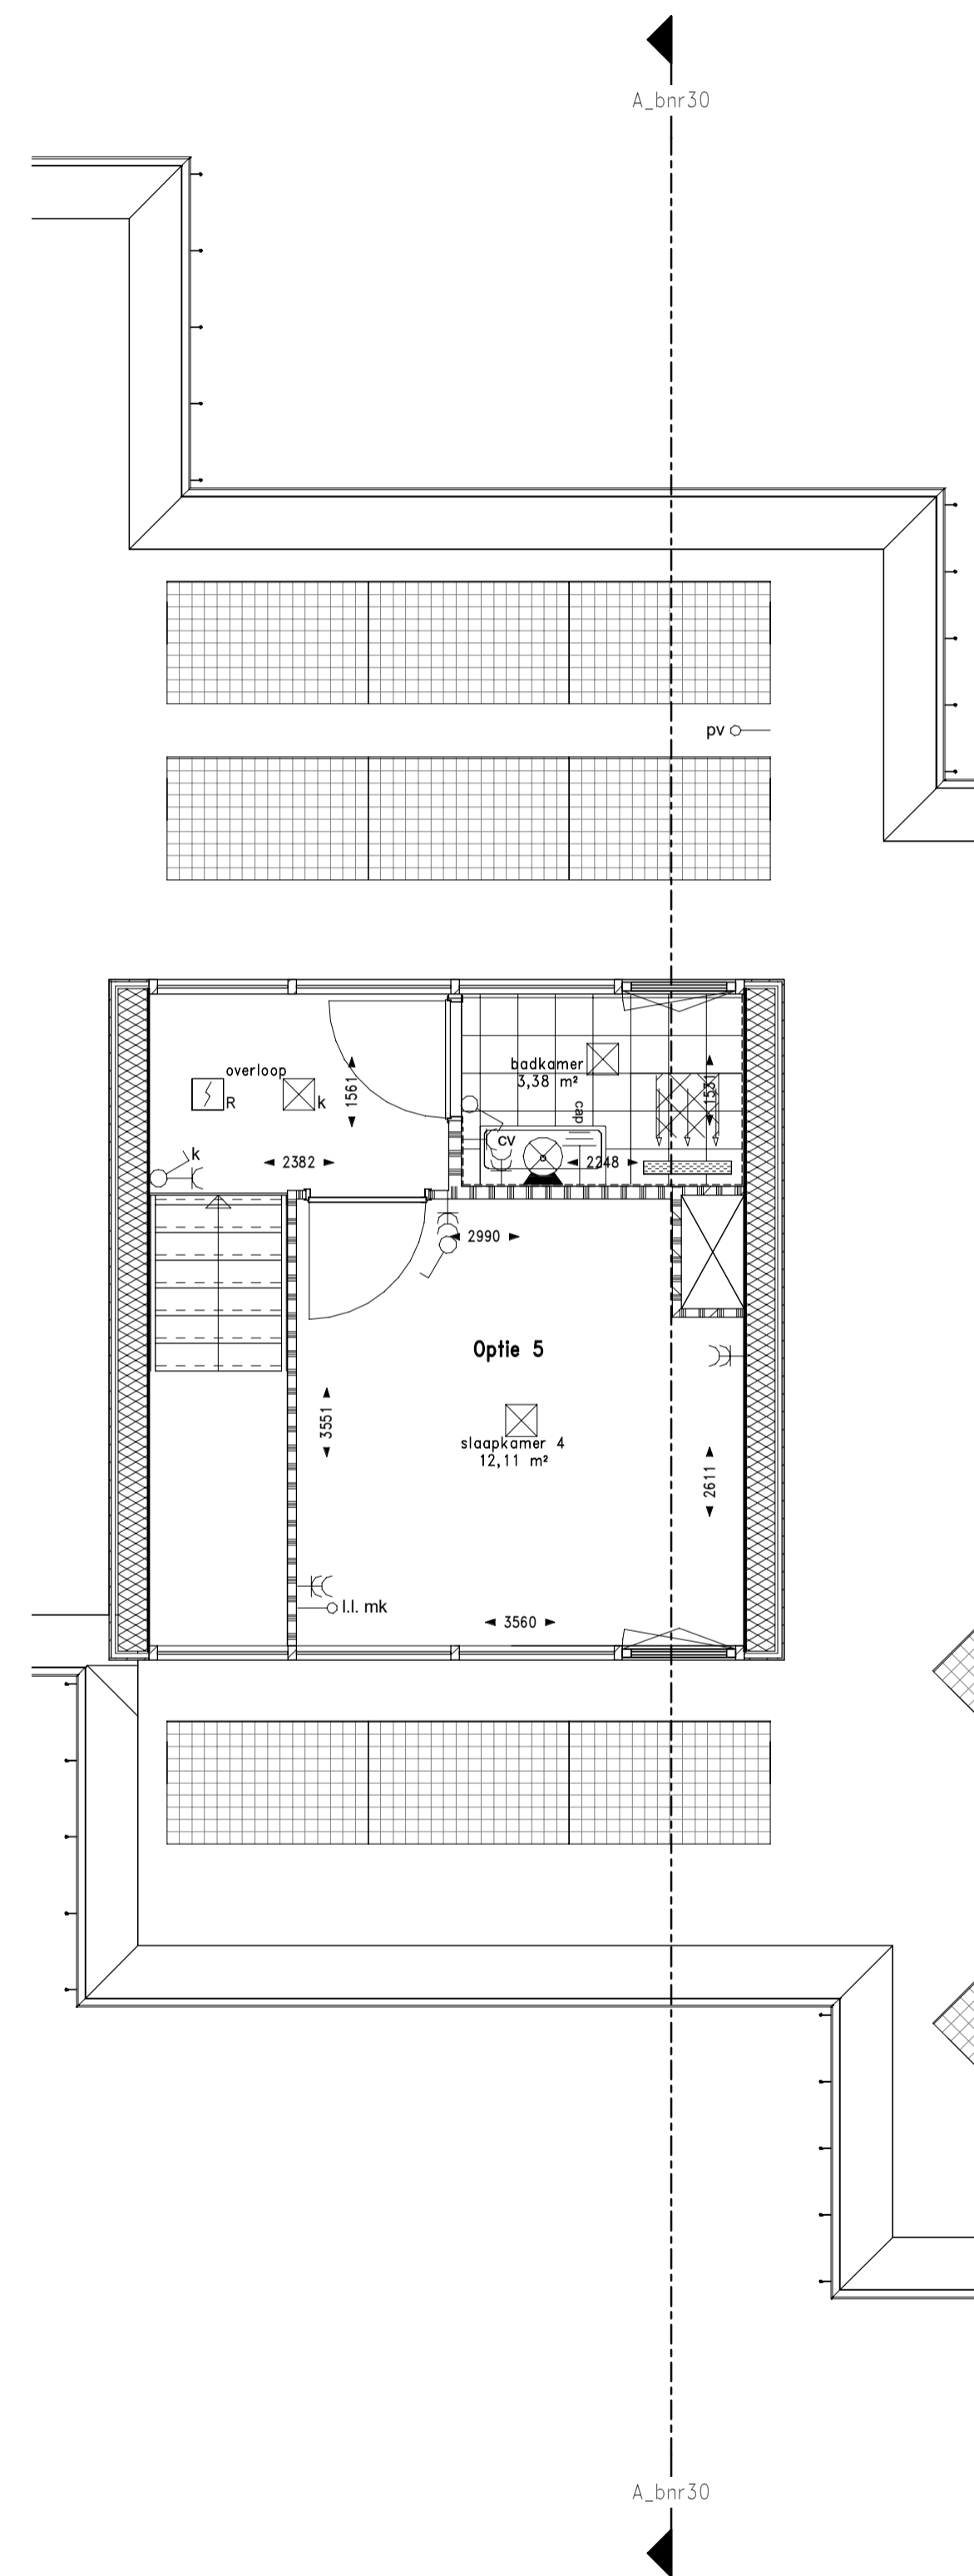 A_bnr30
pv
overloop
R
k
1561
badkamer
3,38 m²
1531
cap
k
CV
2382
2248
2990
Optie 5
3551
slaapkamer 4
12,11 m²
2611
l.l. mk
3560
A_bnr30